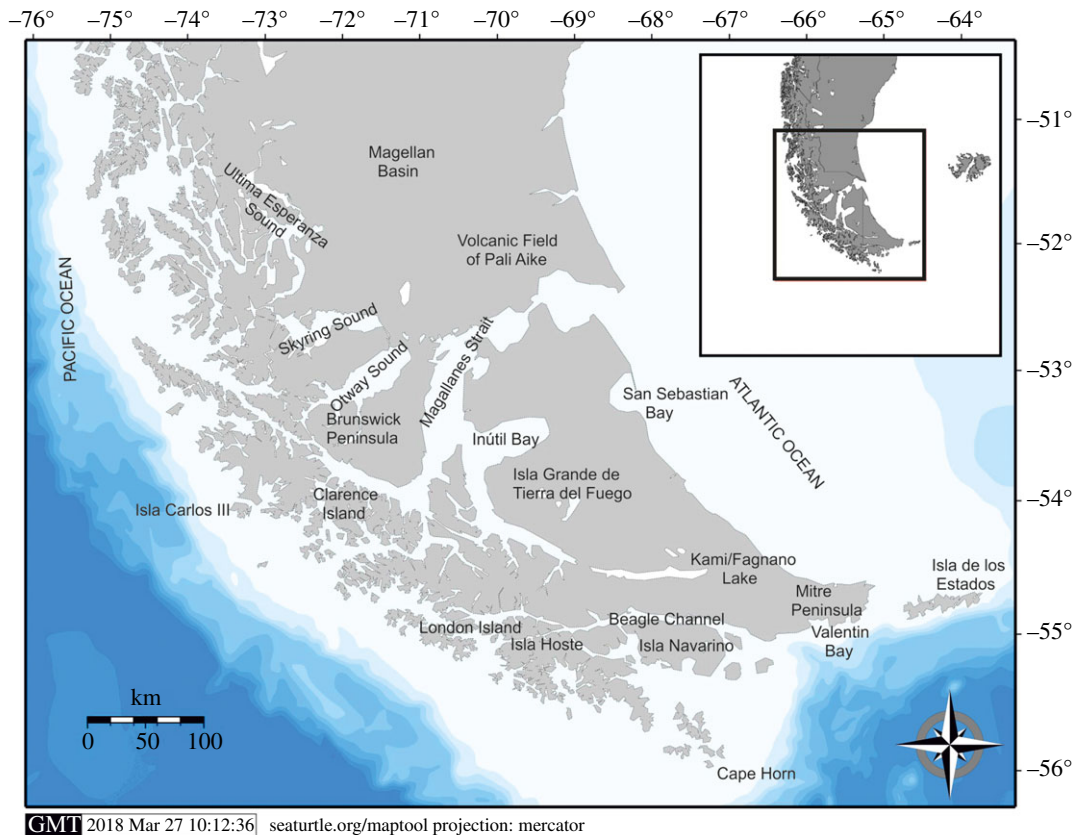 –76° –75° –74° –73° –72° –71° –70° –69° –68° –67° –66° –65° –64°
–51°
–52°
–53°
–54°
–55°
–56°
Magellan
Basin
Ultima Esperanza
Sound
Volcanic Field
of Pali Aike
PACIFIC OCEAN
Skyring Sound
Otway Sound
Magallanes Strait
San Sebastian
Bay
ATLANTIC OCEAN
Brunswick
Peninsula
Inútil Bay
Isla Grande de
Tierra del Fuego
Clarence
Island
Isla Carlos III
Kami/Fagnano
Lake
Isla de los
Estados
Mitre
Peninsula
London Island
Beagle Channel
Isla Hoste
Isla Navarino
Valentin
Bay
km
0 50 100
Cape Horn
GMT 2018 Mar 27 10:12:36 seaturtle.org/maptool projection: mercator